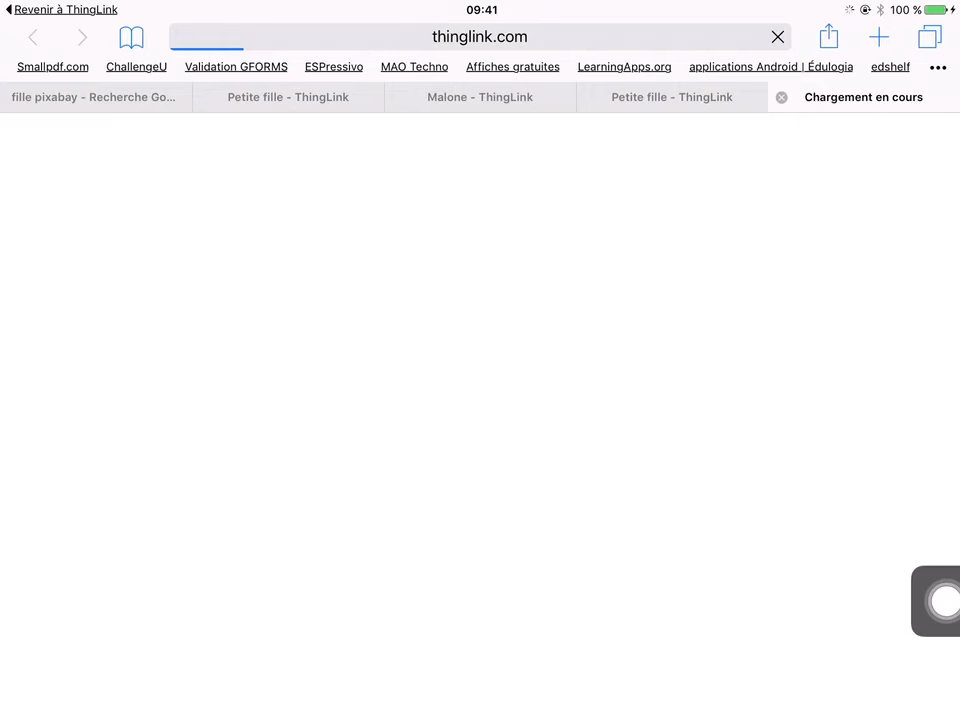 Revenir à ThingLink 09:41 100 %
thinglink.com
Smallpdf.com ChallengeU Validation GFORMS ESPressivo MAO Techno Affiches gratuites LearningApps.org applications Android | Édulogia edshelf
fille pixabay - Recherche Go... Petite fille - ThingLink Malone - ThingLink Petite fille - ThingLink Chargement en cours